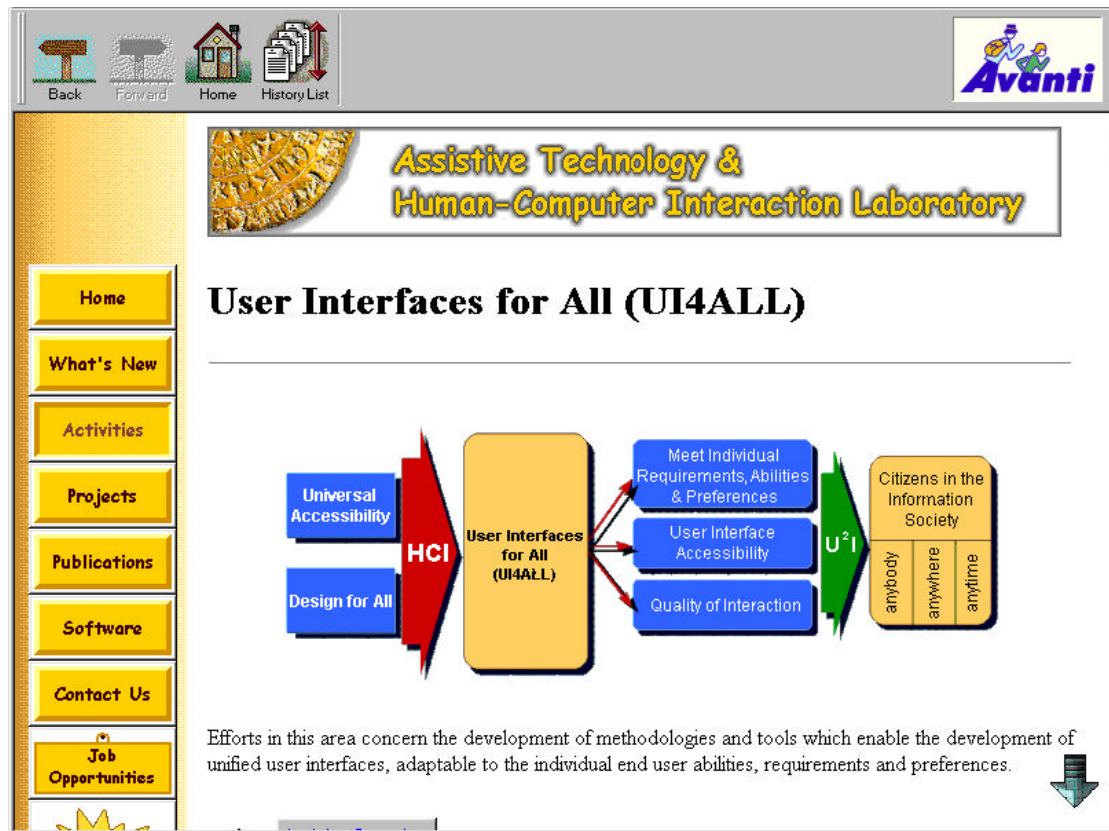 Back
Forward
Home
History List
Avanti
Assistive Technology &
Human-Computer Interaction Laboratory
Home
What's New
Activities
Projects
Publications
Software
Contact Us
Job
Opportunities
User Interfaces for All (UI4ALL)
Universal
Accessibility
Design for All
HCI
User Interfaces
for All
(UI4ALL)
Meet Individual
Requirements, Abilities
& Preferences
User Interface
Accessibility
Quality of Interaction
U²I
Citizens in the
Information
Society
anybody
anywhere
anytime
Efforts in this area concern the development of methodologies and tools which enable the development of
unified user interfaces, adaptable to the individual end user abilities, requirements and preferences.